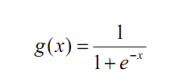 g(x) = 1 / (1 + e^{-x})